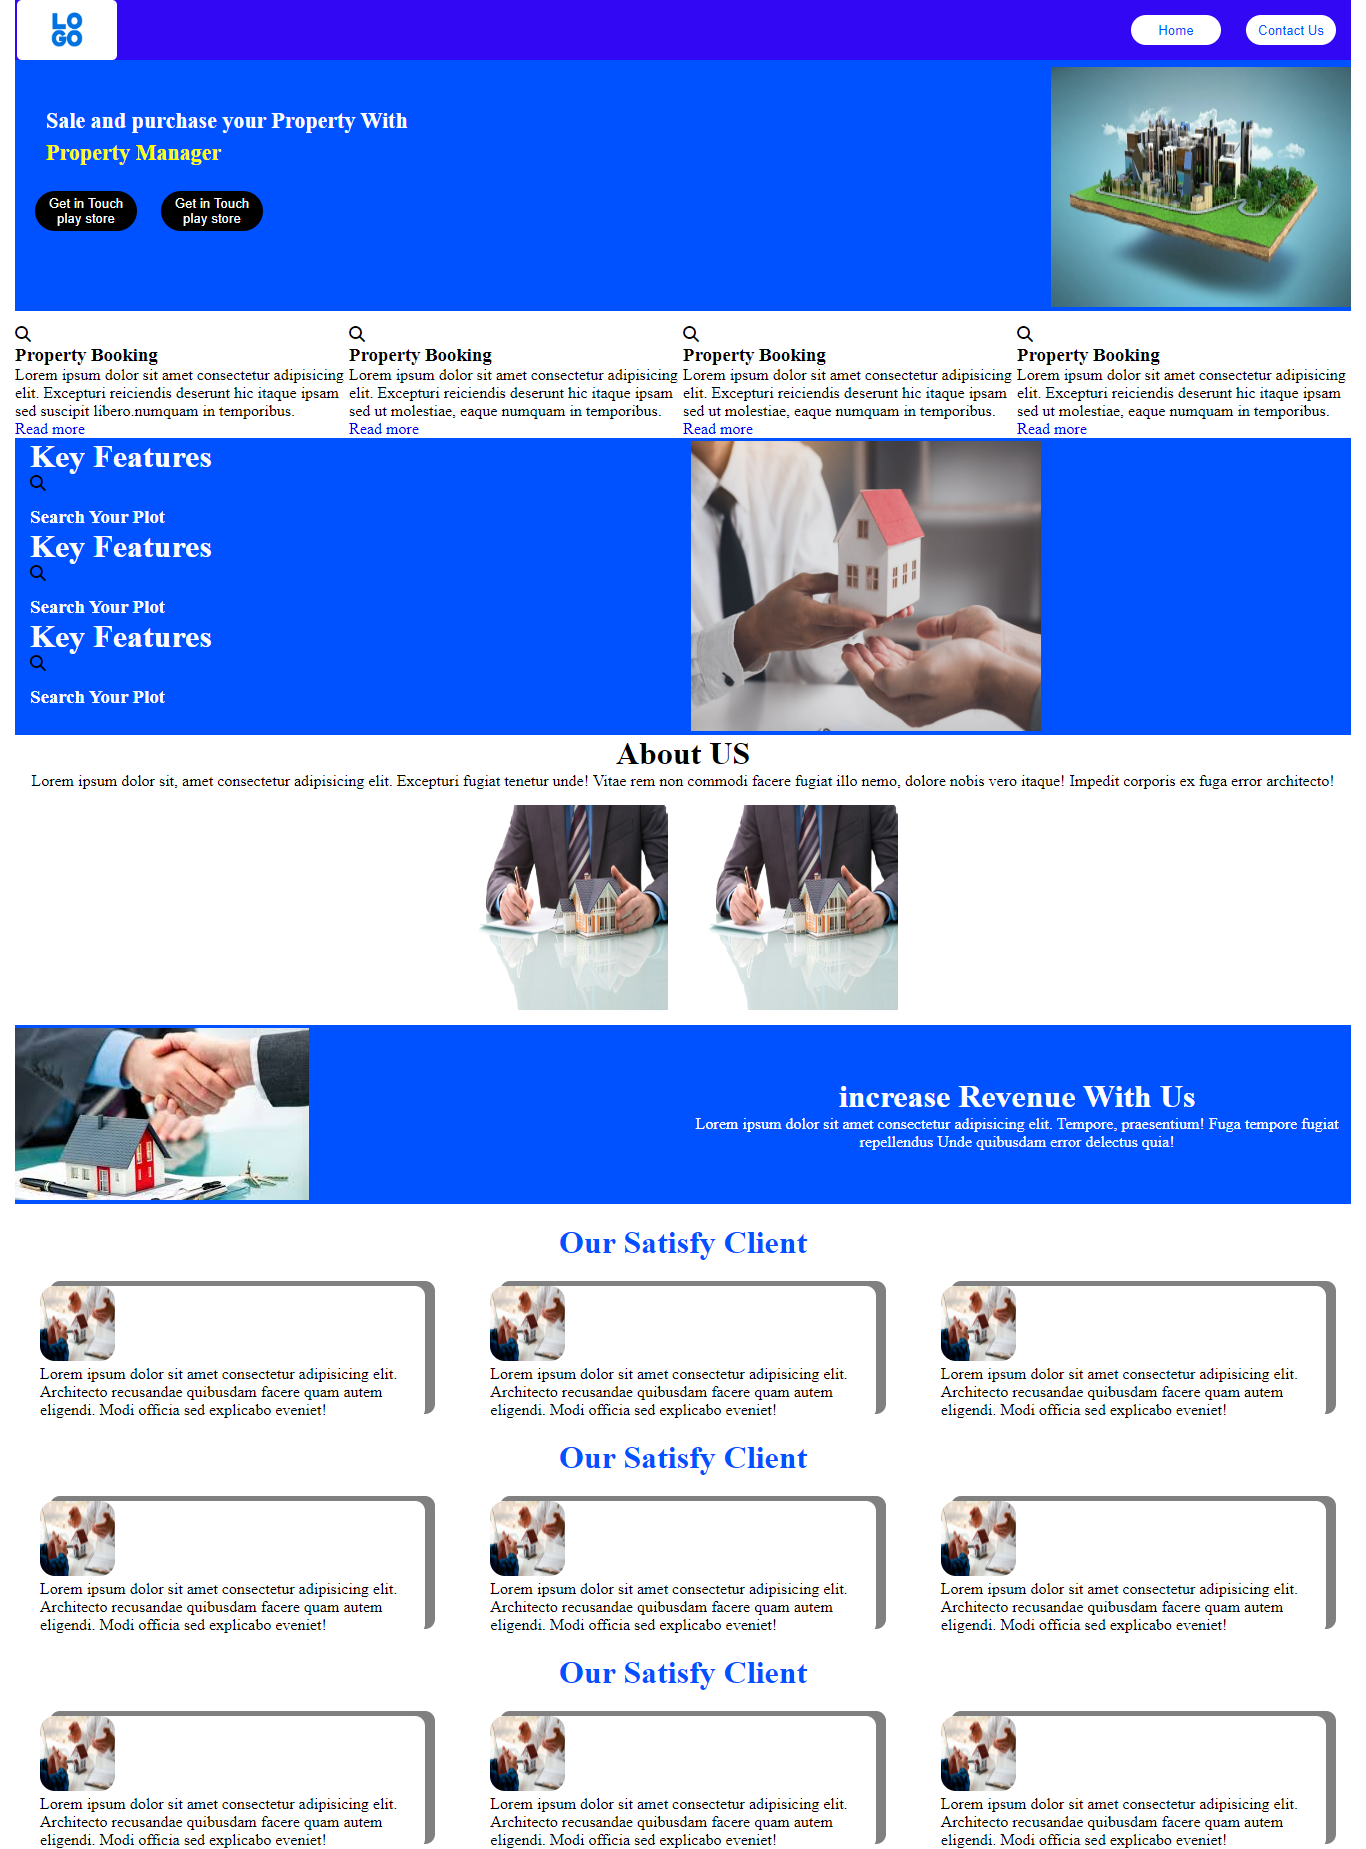 LO
GO
Home
Contact Us
Sale and purchase your Property With
Property Manager
Get in Touch
play store
Get in Touch
play store
Property Booking
Lorem ipsum dolor sit amet consectetur adipisicing
elit. Excepturi reiciendis deserunt hic itaque ipsam
sed suscipit libero.numquam in temporibus.
Read more
Property Booking
Lorem ipsum dolor sit amet consectetur adipisicing
elit. Excepturi reiciendis deserunt hic itaque ipsam
sed ut molestiae, eaque numquam in temporibus.
Read more
Property Booking
Lorem ipsum dolor sit amet consectetur adipisicing
elit. Excepturi reiciendis deserunt hic itaque ipsam
sed ut molestiae, eaque numquam in temporibus.
Read more
Property Booking
Lorem ipsum dolor sit amet consectetur adipisicing
elit. Excepturi reiciendis deserunt hic itaque ipsam
sed ut molestiae, eaque numquam in temporibus.
Read more
Key Features
Search Your Plot
Key Features
Search Your Plot
Key Features
Search Your Plot
About US
Lorem ipsum dolor sit, amet consectetur adipisicing elit. Excepturi fugiat tenetur unde! Vitae rem non commodi facere fugiat illo nemo, dolore nobis vero itaque! Impedit corporis ex fuga error architecto!
increase Revenue With Us
Lorem ipsum dolor sit amet consectetur adipisicing elit. Tempore, praesentium! Fuga tempore fugiat
repellendus Unde quibusdam error delectus quia!
Our Satisfy Client
Lorem ipsum dolor sit amet consectetur adipisicing elit.
Architecto recusandae quibusdam facere quam autem
eligendi. Modi officia sed explicabo eveniet!
Lorem ipsum dolor sit amet consectetur adipisicing elit.
Architecto recusandae quibusdam facere quam autem
eligendi. Modi officia sed explicabo eveniet!
Lorem ipsum dolor sit amet consectetur adipisicing elit.
Architecto recusandae quibusdam facere quam autem
eligendi. Modi officia sed explicabo eveniet!
Our Satisfy Client
Lorem ipsum dolor sit amet consectetur adipisicing elit.
Architecto recusandae quibusdam facere quam autem
eligendi. Modi officia sed explicabo eveniet!
Lorem ipsum dolor sit amet consectetur adipisicing elit.
Architecto recusandae quibusdam facere quam autem
eligendi. Modi officia sed explicabo eveniet!
Lorem ipsum dolor sit amet consectetur adipisicing elit.
Architecto recusandae quibusdam facere quam autem
eligendi. Modi officia sed explicabo eveniet!
Our Satisfy Client
Lorem ipsum dolor sit amet consectetur adipisicing elit.
Architecto recusandae quibusdam facere quam autem
eligendi. Modi officia sed explicabo eveniet!
Lorem ipsum dolor sit amet consectetur adipisicing elit.
Architecto recusandae quibusdam facere quam autem
eligendi. Modi officia sed explicabo eveniet!
Lorem ipsum dolor sit amet consectetur adipisicing elit.
Architecto recusandae quibusdam facere quam autem
eligendi. Modi officia sed explicabo eveniet!